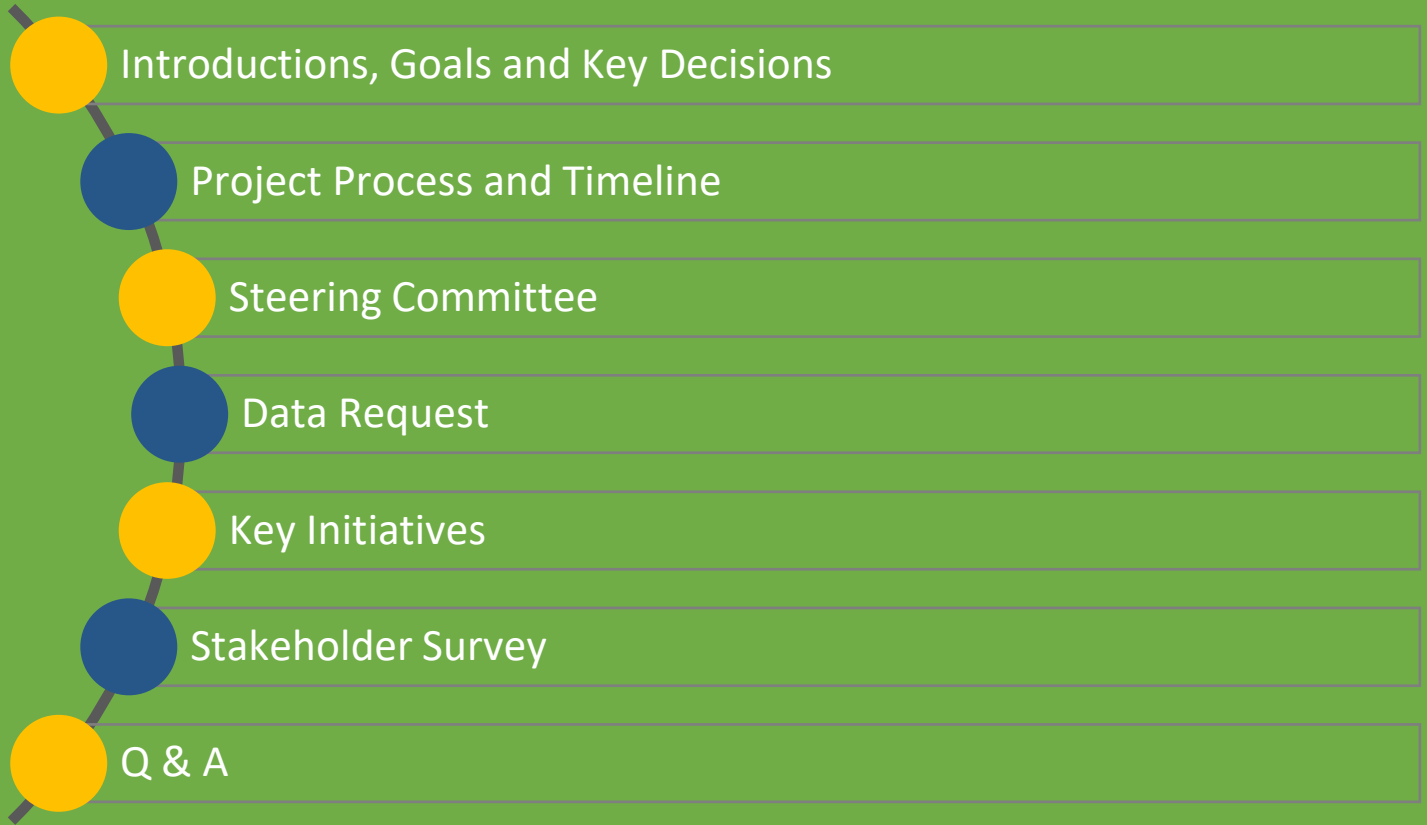 Introductions, Goals and Key Decisions
Project Process and Timeline
Steering Committee
Data Request
Key Initiatives
Stakeholder Survey
Q & A